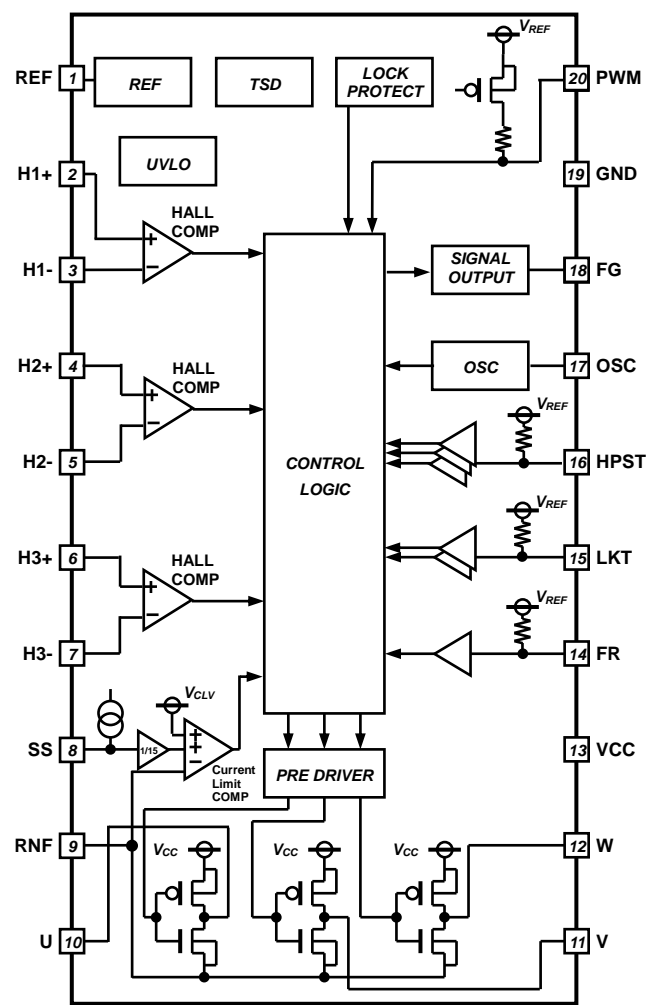 REF 1 REF TSD LOCK PROTECT VREF 20 PWM
UVLO
H1+ 2 19 GND
HALL COMP
+
−
H1- 3 SIGNAL OUTPUT 18 FG
H2+ 4 OSC 17 OSC
HALL COMP
+
−
VREF
H2- 5 16 HPST
CONTROL LOGIC
VREF
H3+ 6 15 LKT
HALL COMP
+
−
VREF
H3- 7 14 FR
VCLV
SS 8 1/15 13 VCC
+
+
−
Current Limit COMP
PRE DRIVER
RNF 9 12 W
VCC VCC VCC
U 10 11 V